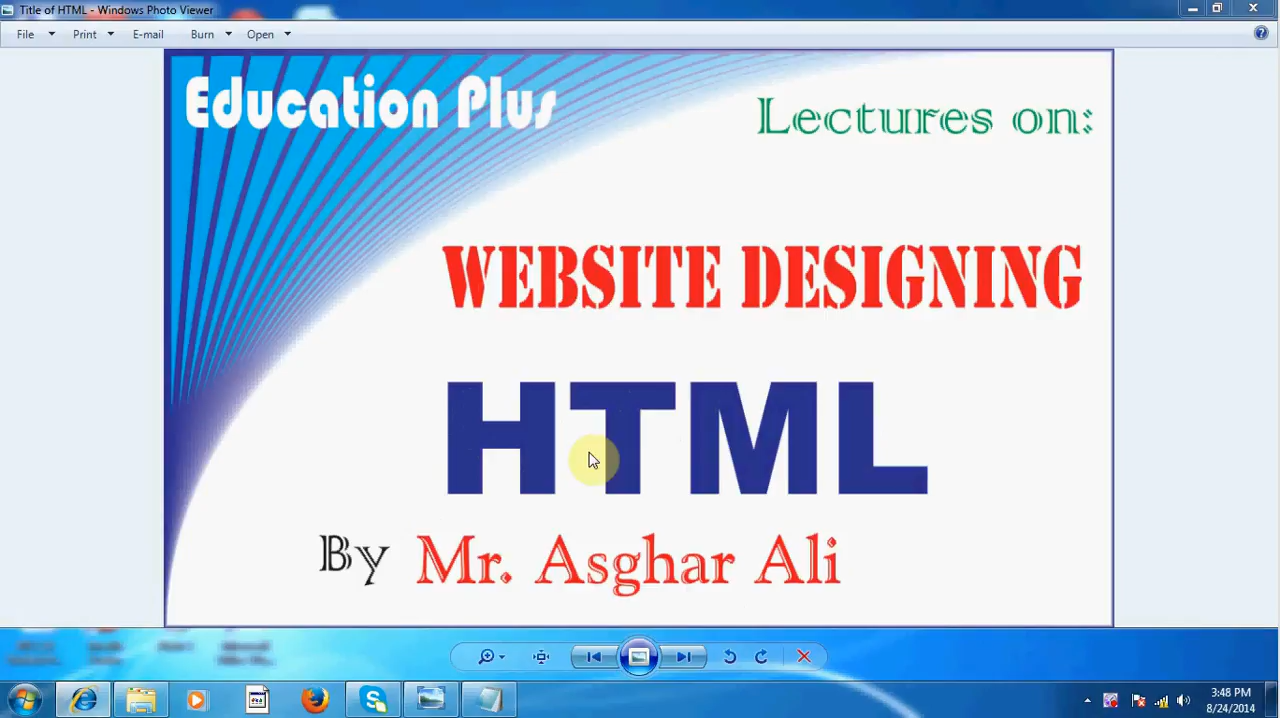 Title of HTML - Windows Photo Viewer
File Print E-mail Burn Open
Education Plus
Lectures on:
WEBSITE DESIGNING
HTML
By Mr. Asghar Ali
3:48 PM
8/24/2014